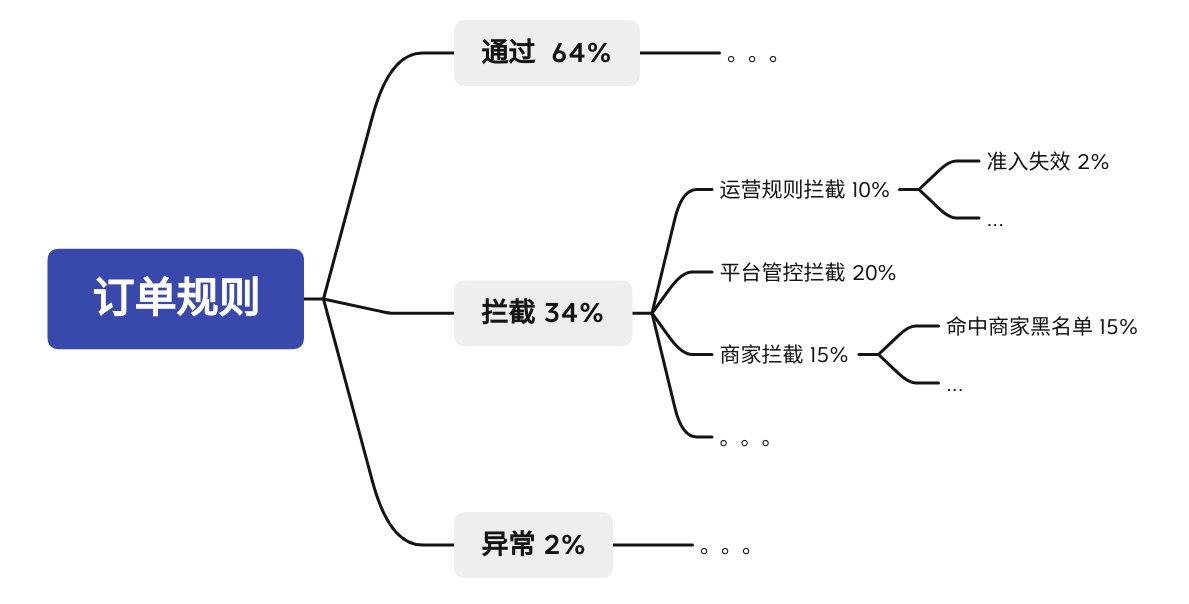 订单规则
通过 64%
。。。
拦截 34%
运营规则拦截 10%
准入失效 2%
...
平台管控拦截 20%
商家拦截 15%
命中商家黑名单 15%
...
。。。
异常 2%
。。。